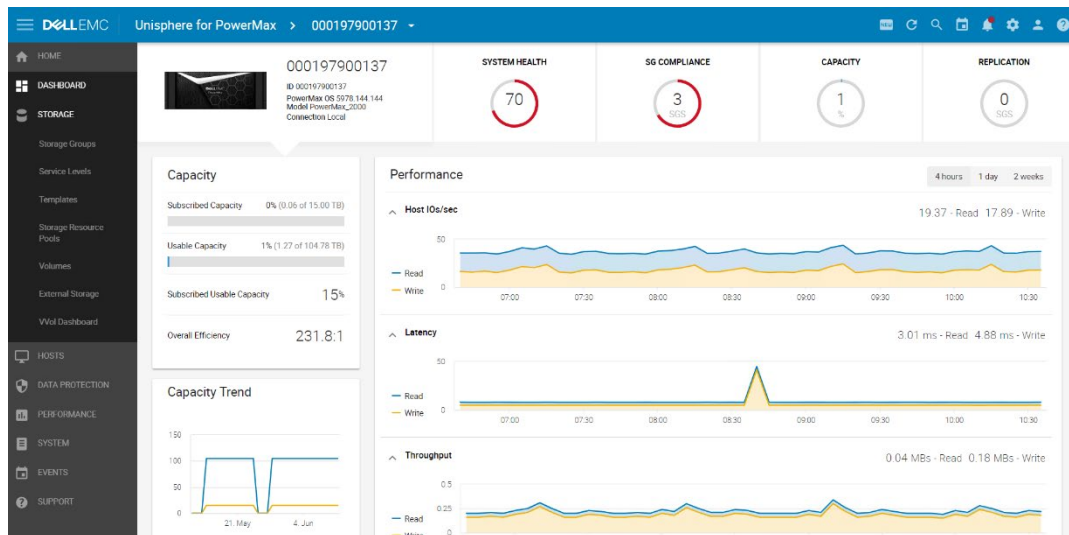 DELLEMC
Unisphere for PowerMax > 000197900137
NEW
HOME
DASHBOARD
STORAGE
Storage Groups
Service Levels
Templates
Storage Resource
Pools
Volumes
External Storage
VVol Dashboard
HOSTS
DATA PROTECTION
PERFORMANCE
SYSTEM
EVENTS
SUPPORT
000197900137
ID 000197900137
PowerMax OS 5978.144.144
Model PowerMax_2000
Connection Local
SYSTEM HEALTH
70
SG COMPLIANCE
3
SGS
CAPACITY
1
%
REPLICATION
0
SGS
Capacity
Subscribed Capacity 0% (0.06 of 15.00 TB)
Usable Capacity 1% (1.27 of 104.78 TB)
Subscribed Usable Capacity 15%
Overall Efficiency 231.8:1
Capacity Trend
150
100
50
0
21. May 4. Jun
Performance
4 hours 1 day 2 weeks
Host IOs/sec
19.37 - Read 17.89 - Write
50
Read
Write
0
07:00 07:30 08:00 08:30 09:00 09:30 10:00 10:30
Latency
3.01 ms - Read 4.88 ms - Write
50
Read
Write
0
07:00 07:30 08:00 08:30 09:00 09:30 10:00 10:30
Throughput
0.04 MBs - Read 0.18 MBs - Write
0.5
0.25
Read
Write
0